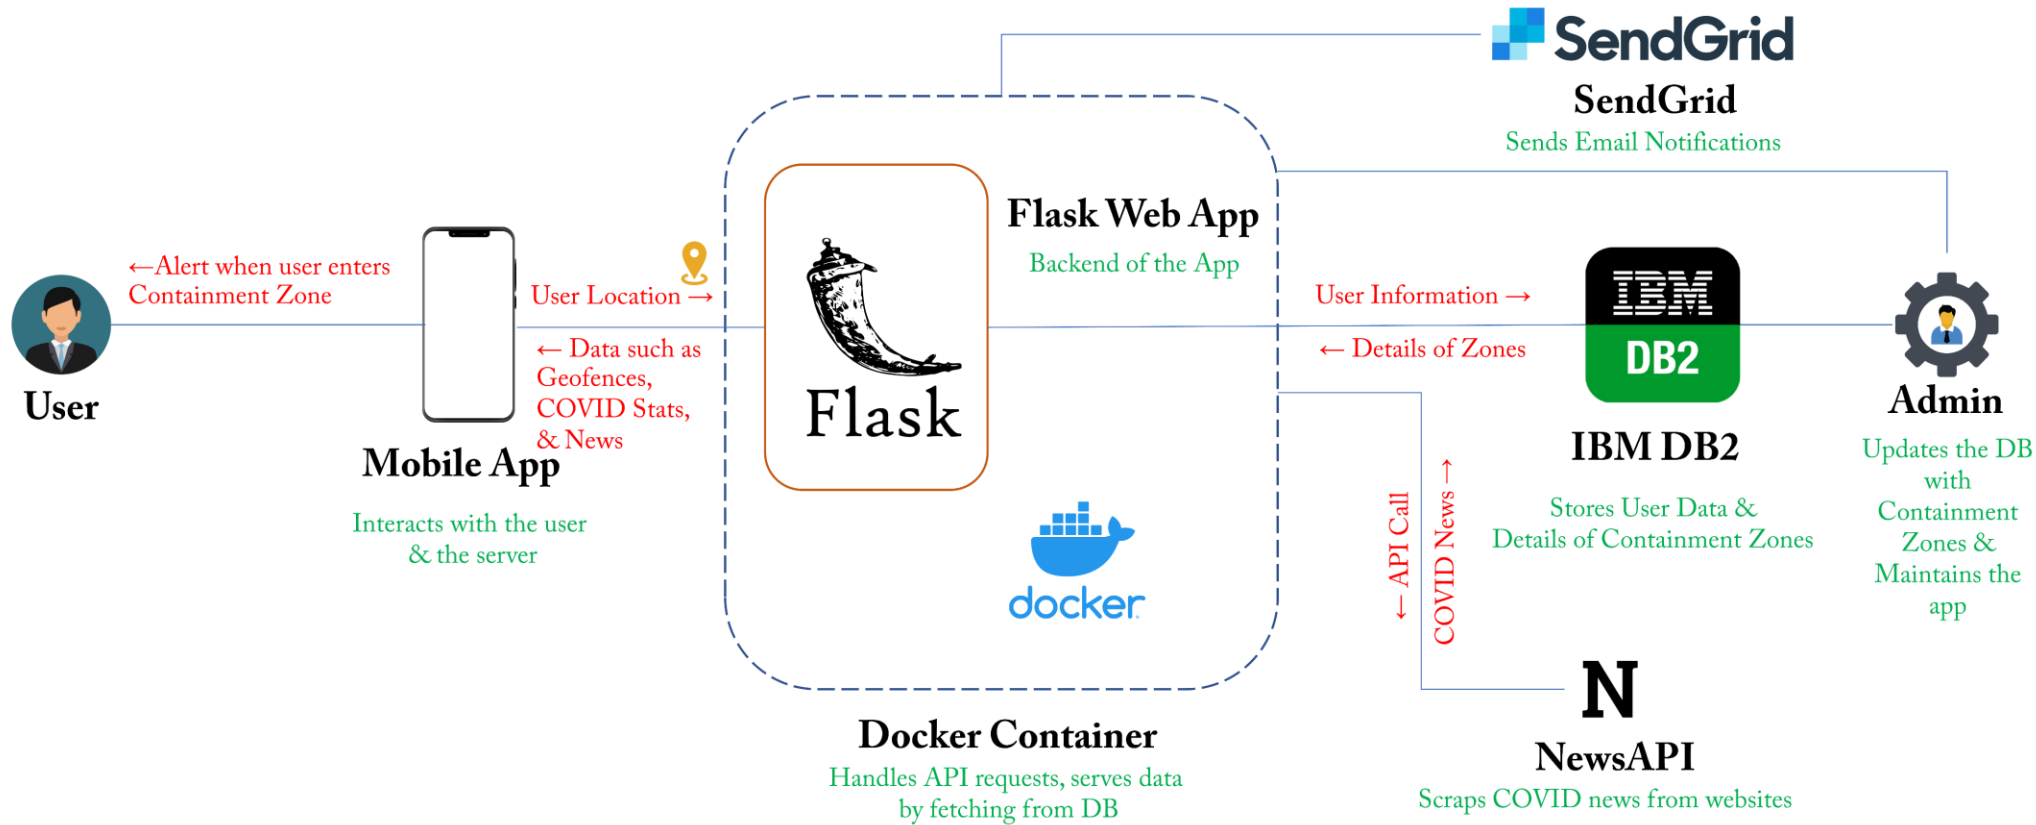 SendGrid
SendGrid
Sends Email Notifications
Flask Web App
Backend of the App
←Alert when user enters
Containment Zone
User
User Location →
← Data such as
Geofences,
COVID Stats,
& News
Mobile App
Interacts with the user
& the server
Flask
docker
Docker Container
Handles API requests, serves data
by fetching from DB
User Information →
← Details of Zones
IBM
DB2
IBM DB2
Stores User Data &
Details of Containment Zones
Admin
Updates the DB
with
Containment
Zones &
Maintains the
app
← API Call
COVID News →
N
NewsAPI
Scraps COVID news from websites